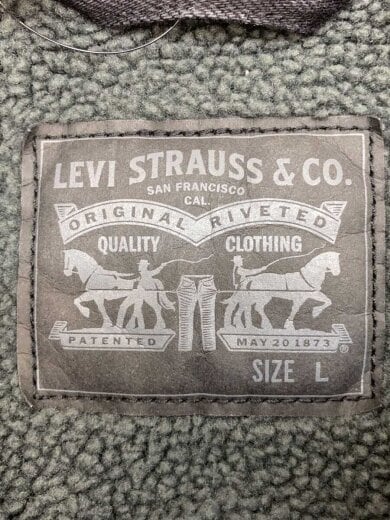 LEVI STRAUSS & CO.
SAN FRANCISCO
CAL.
ORIGINAL RIVETED
QUALITY CLOTHING
PATENTED MAY 20 1873
®
SIZE L